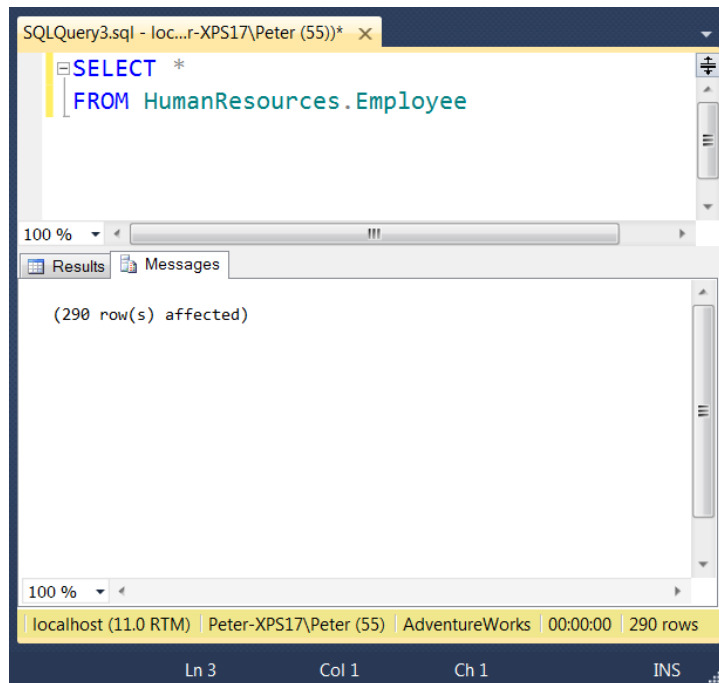 SQLQuery3.sql - loc...r-XPS17\Peter (55))*
SELECT *
FROM HumanResources.Employee
100 %
Results Messages
(290 row(s) affected)
100 %
localhost (11.0 RTM) Peter-XPS17\Peter (55) AdventureWorks 00:00:00 290 rows
Ln 3 Col 1 Ch 1 INS